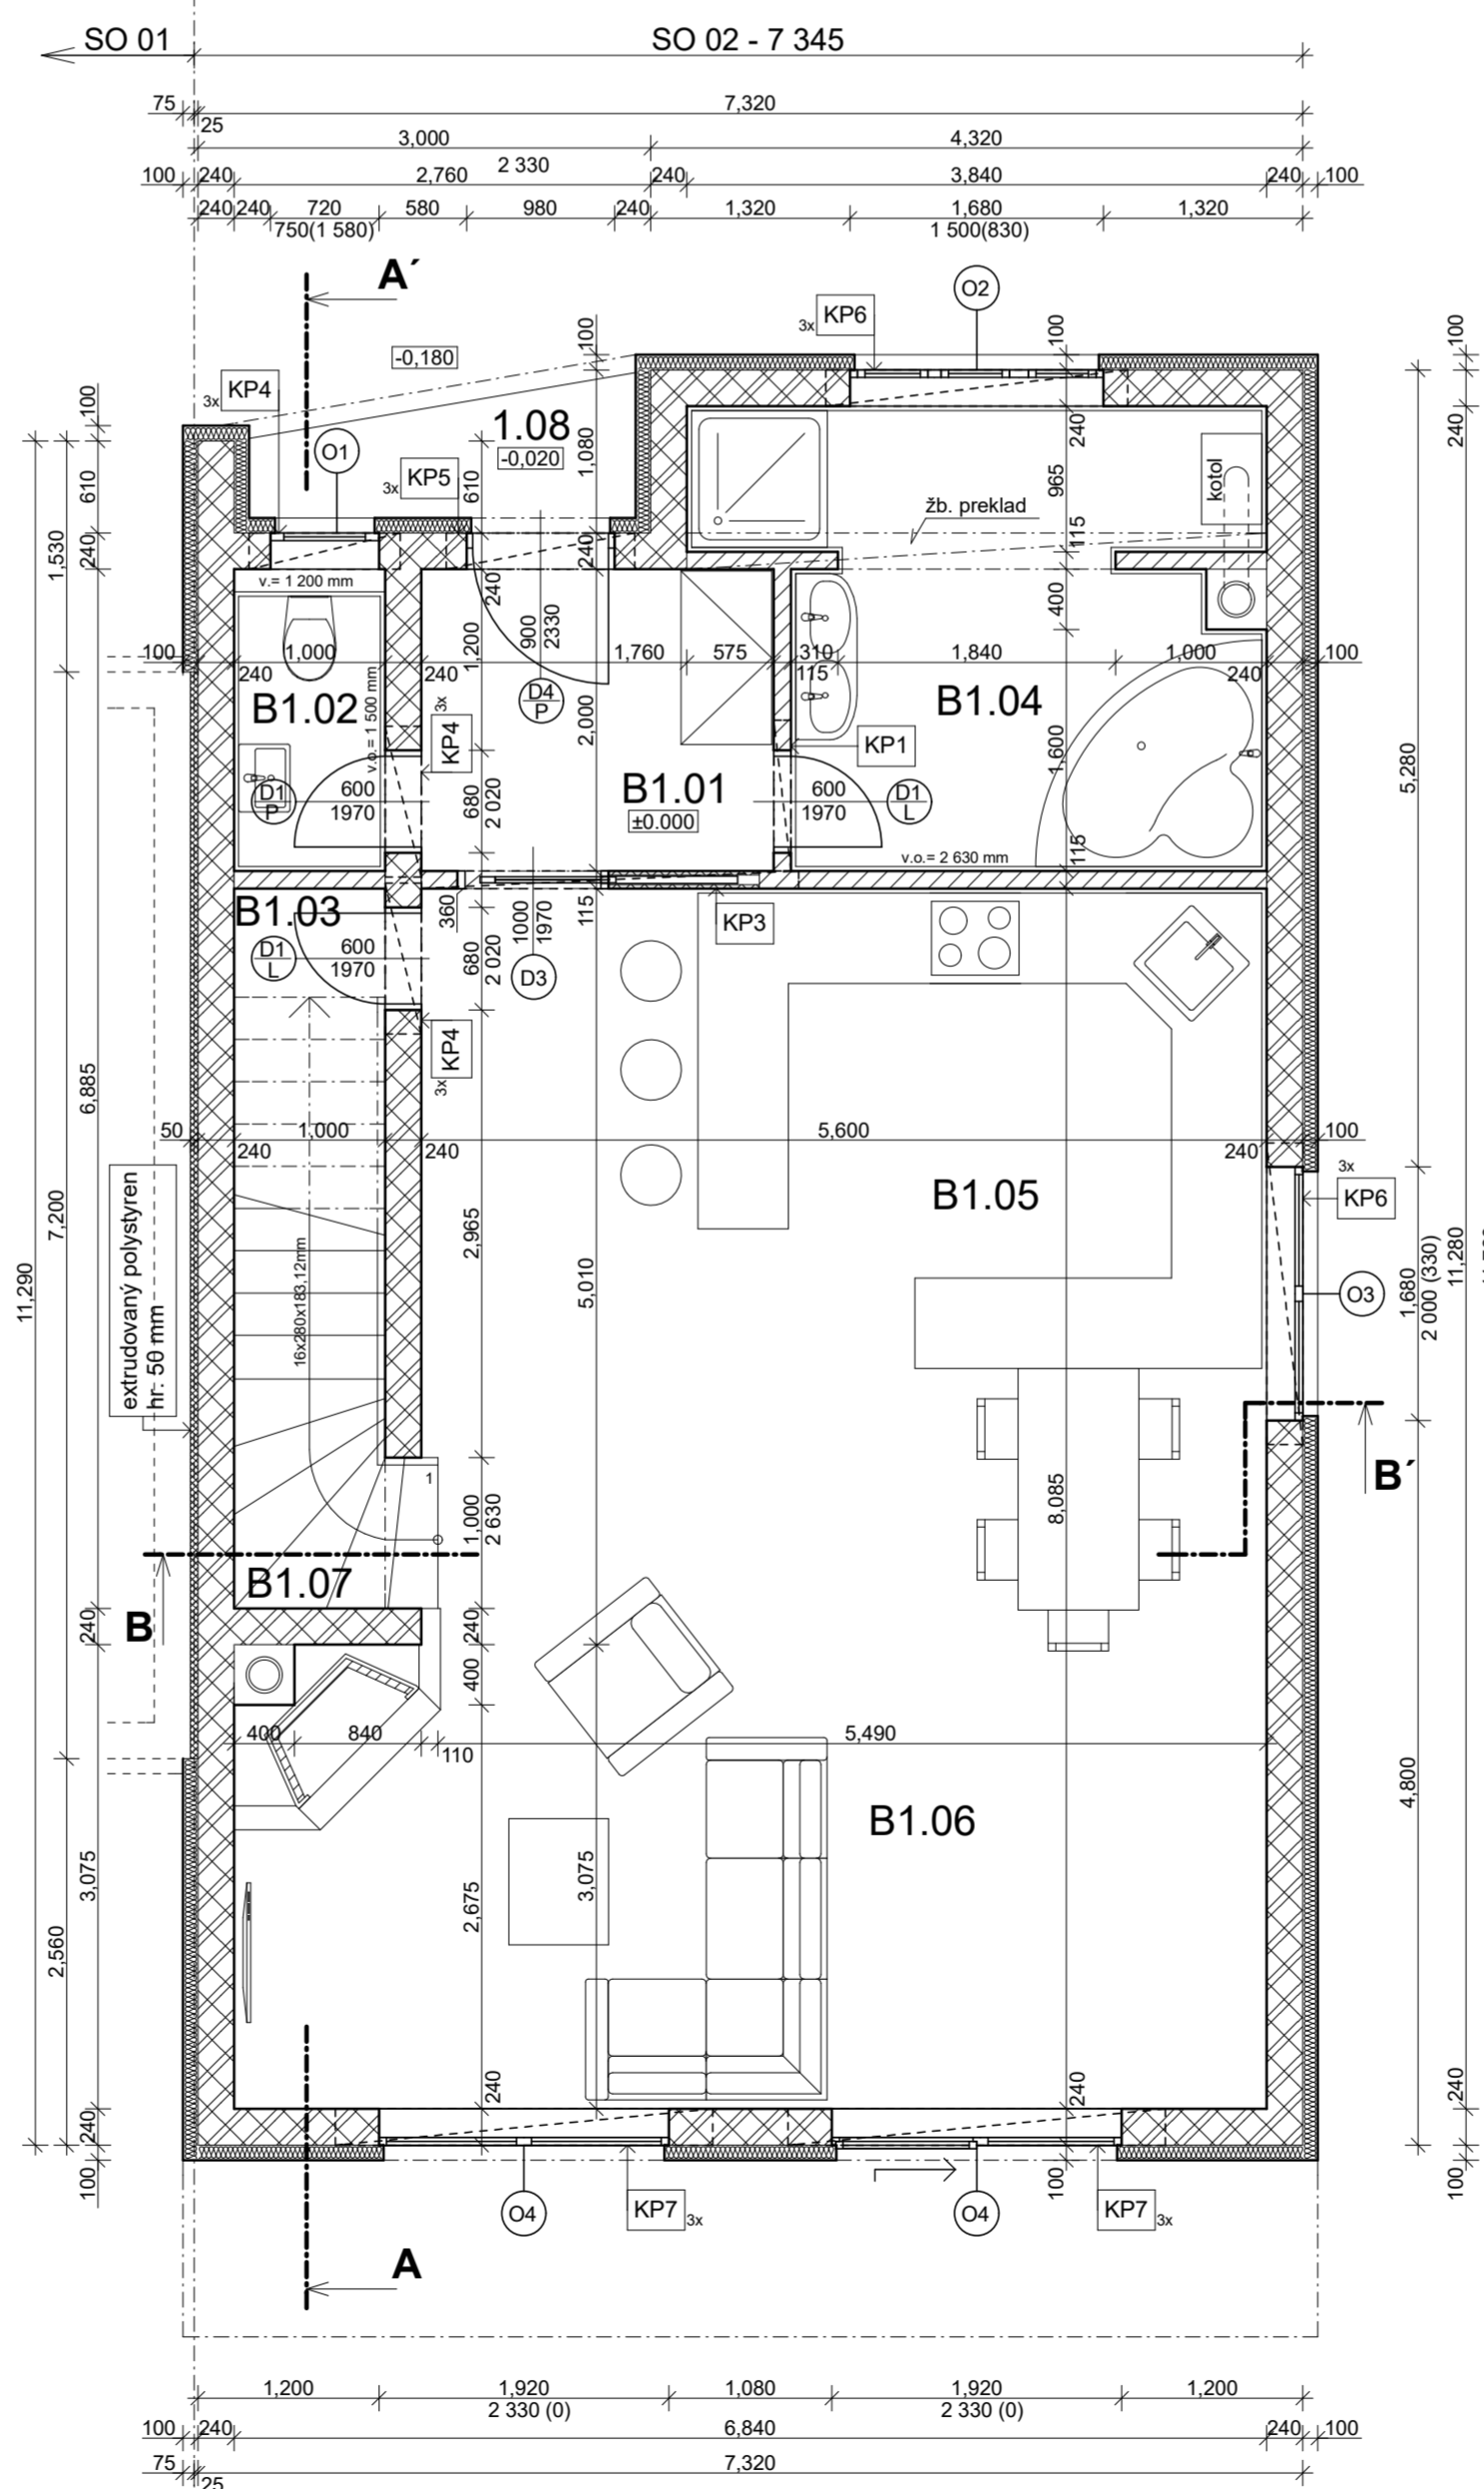 SO 01
SO 02 - 7 345
75
7,320
25
3,000
4,320
2 330
100
240
2,760
240
3,840
240
100
240
240
720
580
980
240
1,320
1,680
1,320
750(1 580)
1 500(830)
A´
O2
3x
KP6
100
100
100
-0,180
3x
KP4
1.08
-0,020
O1
3x
KP5
100
610
240
1,530
610
1,080
240
240
965
115
kotol
240
žb. preklad
v.= 1 200 mm
240
900
2330
1,200
400
100
1,000
240
240
1,760
575
310
115
1,840
1,000
240
100
B1.02
v.o.= 1 500 mm
3x
KP4
D4
P
2,000
B1.04
KP1
1,600
5,280
D1
P
600
1970
680
2 020
B1.01
±0.000
600
1970
D1
L
v.o.= 2 630 mm
115
B1.03
360
1000
1970
115
KP3
D1
L
600
1970
680
2 020
D3
KP4
3x
6,885
50
1,000
240
240
5,600
240
100
3x
KP6
extrudovaný polystyren
hr. 50 mm
7,200
11,290
16x280x183,12mm
2,965
5,010
B1.05
1,680
2 000 (330)
11,280
O3
1
1,000
2 630
8,085
B´
B1.07
B
240
240
400
400
840
110
5,490
B1.06
4,800
3,075
2,560
2,675
3,075
240
240
240
240
100
100
100
O4
KP7
3x
O4
KP7
3x
A
1,200
1,920
1,080
1,920
1,200
2 330 (0)
2 330 (0)
100
240
6,840
240
100
75
7,320
25